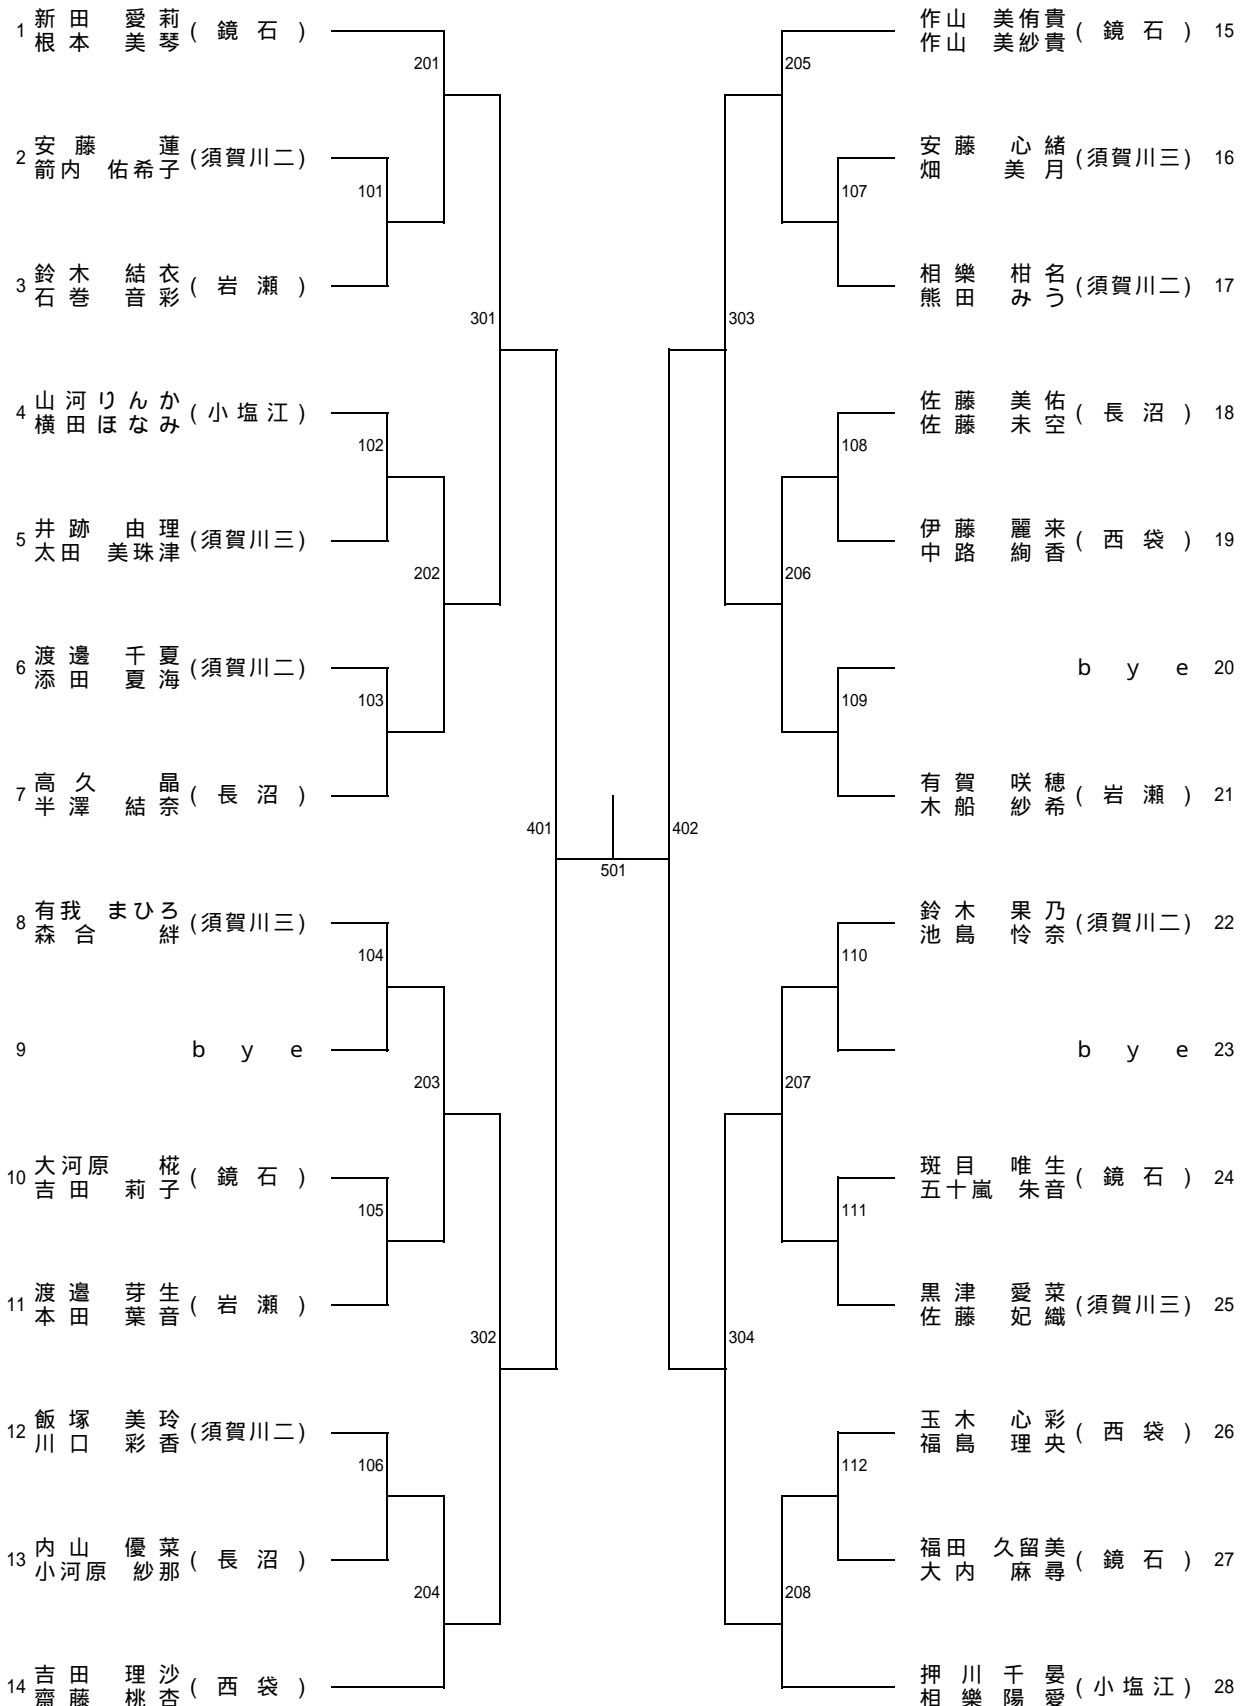 1 新田 愛莉 (鏡石)
根本 美琴
201
2 安藤 蓮 (須賀川二)
箭内 佑希子
101
3 鈴木 結衣 (岩瀬)
石巻 音彩
301
4 山河りんか (小塩江)
横田ほなみ
102
5 井跡 由理 (須賀川三)
太田 美珠津
202
6 渡邊 千夏 (須賀川二)
添田 夏海
103
7 高久 晶 (長沼)
半澤 結奈
401
8 有我 まひろ (須賀川三)
森合 絆
104
9 bye
203
10 大河原 椛 (鏡石)
吉田 莉子
105
11 渡邉 芽生 (岩瀬)
本田 葉音
302
12 飯塚 美玲 (須賀川二)
川口 彩香
106
13 内山 優菜 (長沼)
小河原 紗那
204
14 吉田 理沙 (西袋)
齋藤 桃杏
501
作山 美侑貴 (鏡石) 15
作山 美紗貴
205
安藤 心緒 (須賀川三) 16
畑 美月
107
相樂 柑名 (須賀川二) 17
熊田 みう
303
佐藤 美佑 (長沼) 18
佐藤 未空
108
伊藤 麗来 (西袋) 19
中路 絢香
206
bye 20
109
有賀 咲穂 (岩瀬) 21
木船 紗希
402
鈴木 果乃 (須賀川二) 22
池島 怜奈
110
bye 23
207
斑目 唯生 (鏡石) 24
五十嵐 朱音
111
黒津 愛菜 (須賀川三) 25
佐藤 妃織
304
玉木 心彩 (西袋) 26
福島 理央
112
福田 久留美 (鏡石) 27
大内 麻尋
208
押川千晏 (小塩江) 28
相樂陽愛